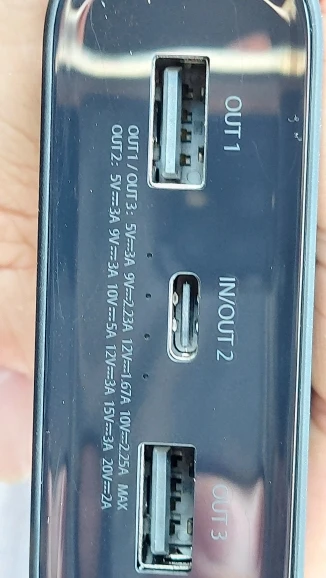 OUT 1
IN/OUT 2
OUT 3
OUT1 / OUT3: 5V⎓3A 9V⎓2.23A 12V⎓1.67A 10V⎓2.25A MAX
OUT2: 5V⎓3A 9V⎓3A 10V⎓5A 12V⎓3A 15V⎓3A 20V⎓2A